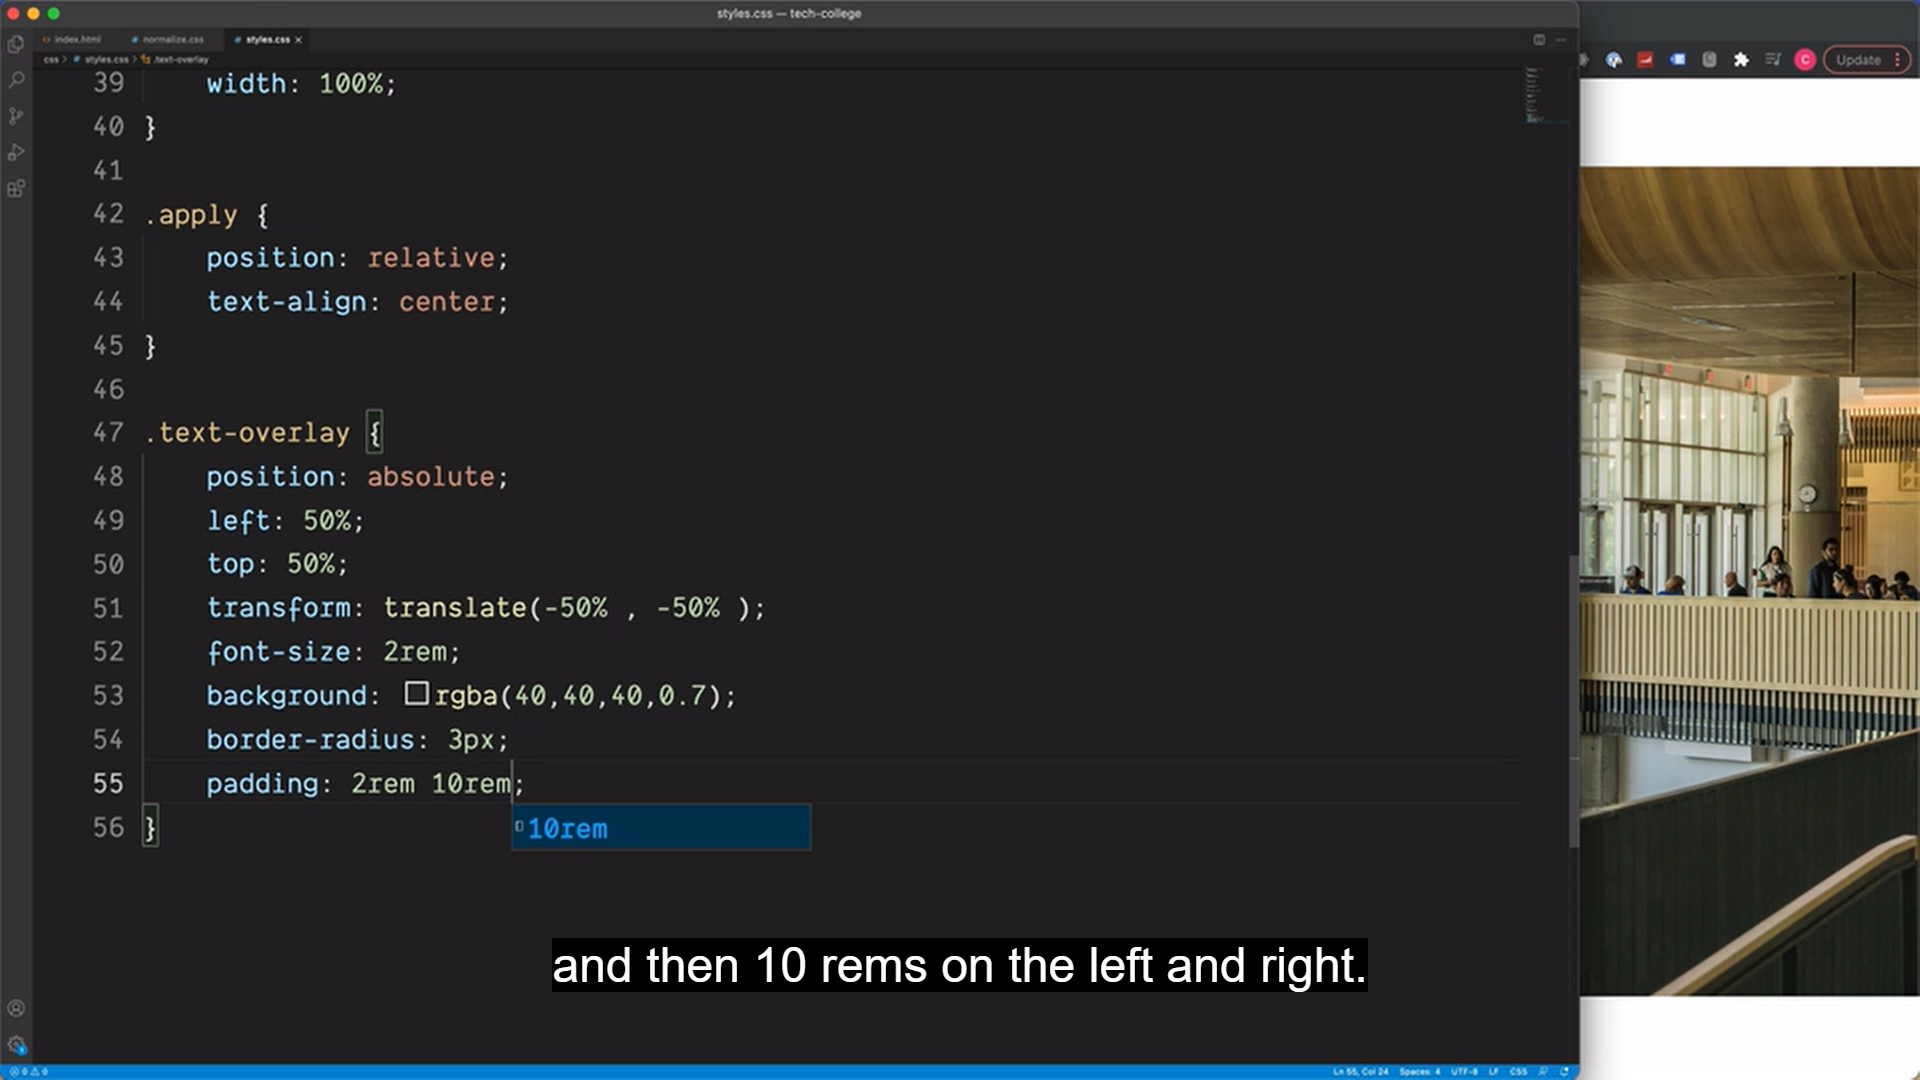 styles.css — tech-college
index.html normalize.css styles.css
css > styles.css > .text-overlay
Update
C
39 width: 100%;
40 }
41
42 .apply {
43 position: relative;
44 text-align: center;
45 }
46
47 .text-overlay {
48 position: absolute;
49 left: 50%;
50 top: 50%;
51 transform: translate(-50% , -50% );
52 font-size: 2rem;
53 background: rgba(40,40,40,0.7);
54 border-radius: 3px;
55 padding: 2rem 10rem;
10rem
56 }
and then 10 rems on the left and right.
0 0 Ln 55, Col 24 Spaces: 4 UTF-8 LF CSS